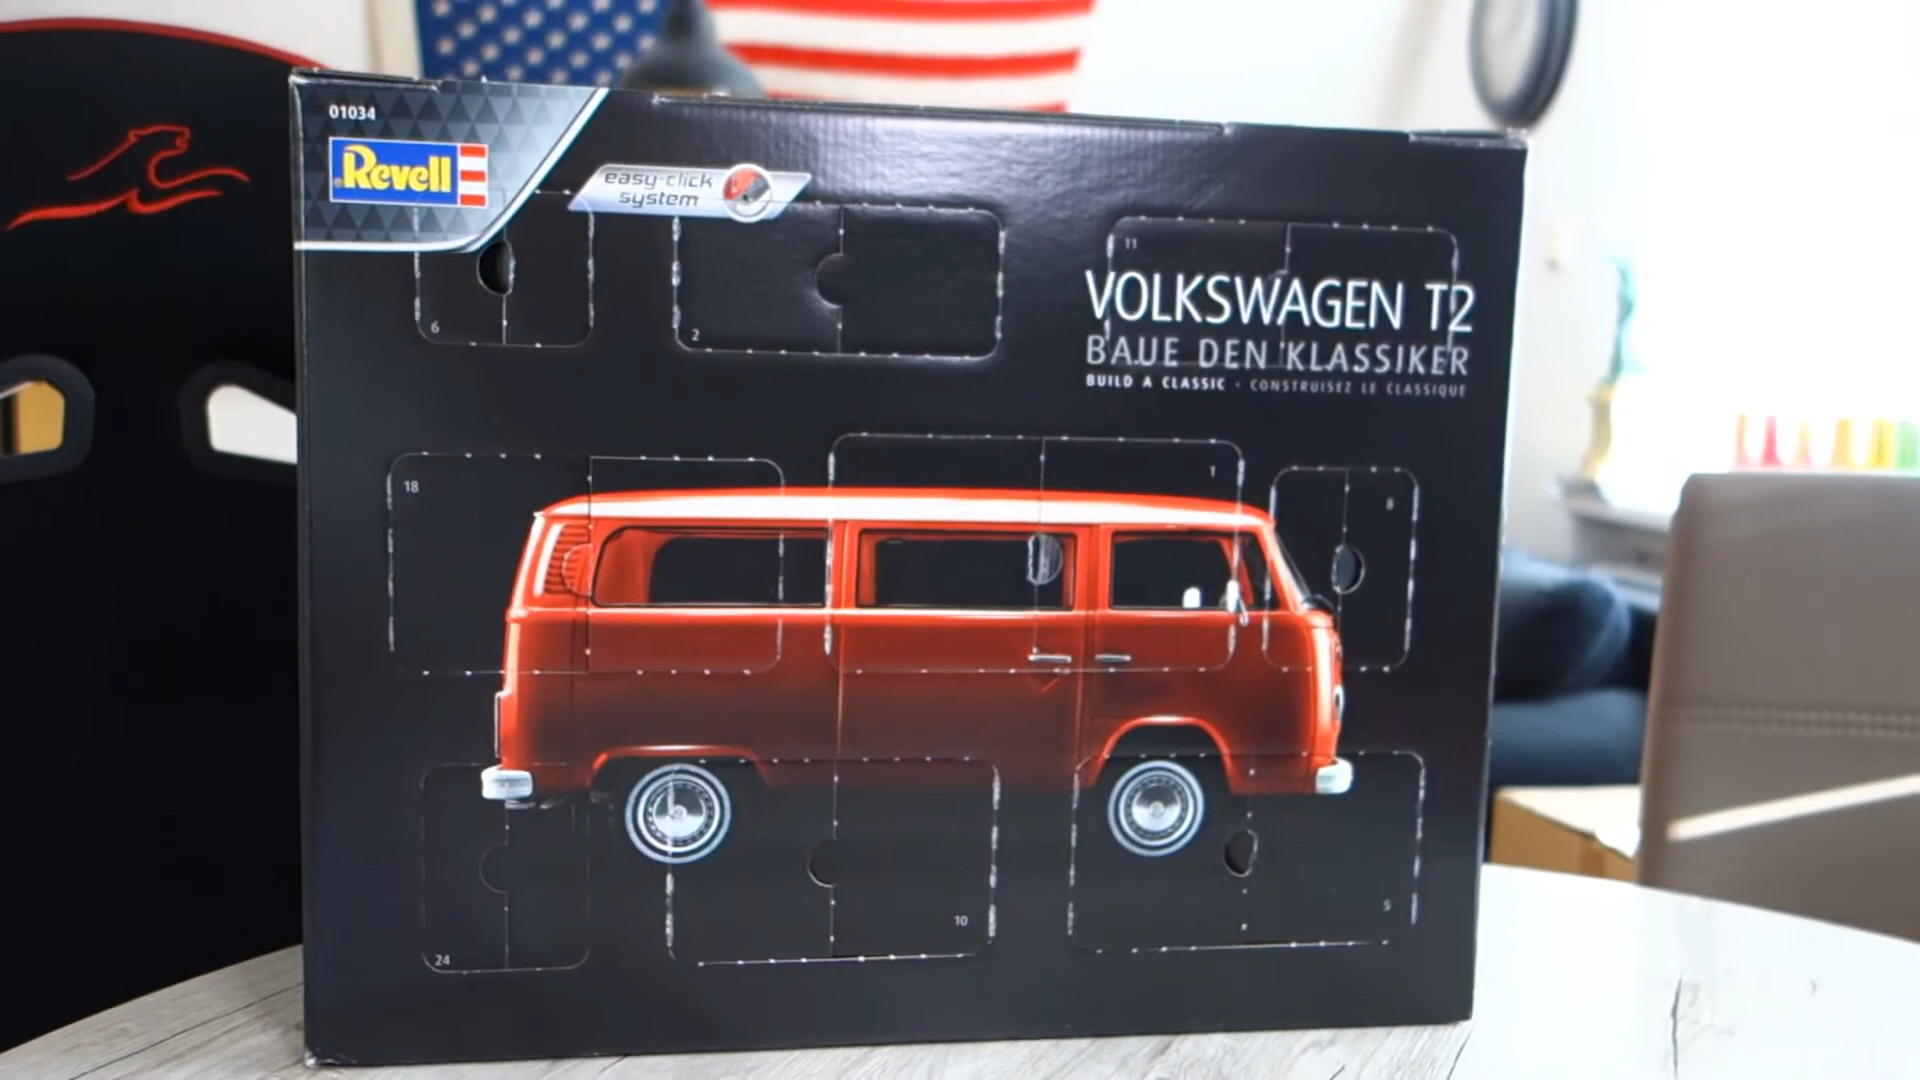 01034
Revell
easy-click
system
6
2
11
VOLKSWAGEN T2
BAUE DEN KLASSIKER
BUILD A CLASSIC • CONSTRUISEZ LE CLASSIQUE
18
1
8
24
10
5